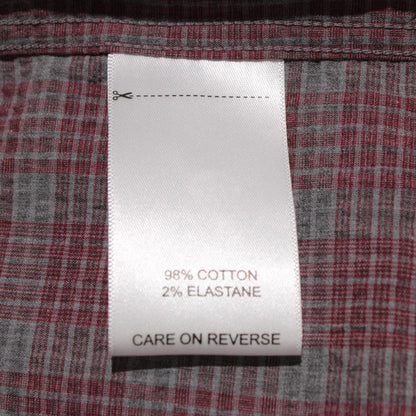 98% COTTON
2% ELASTANE
CARE ON REVERSE